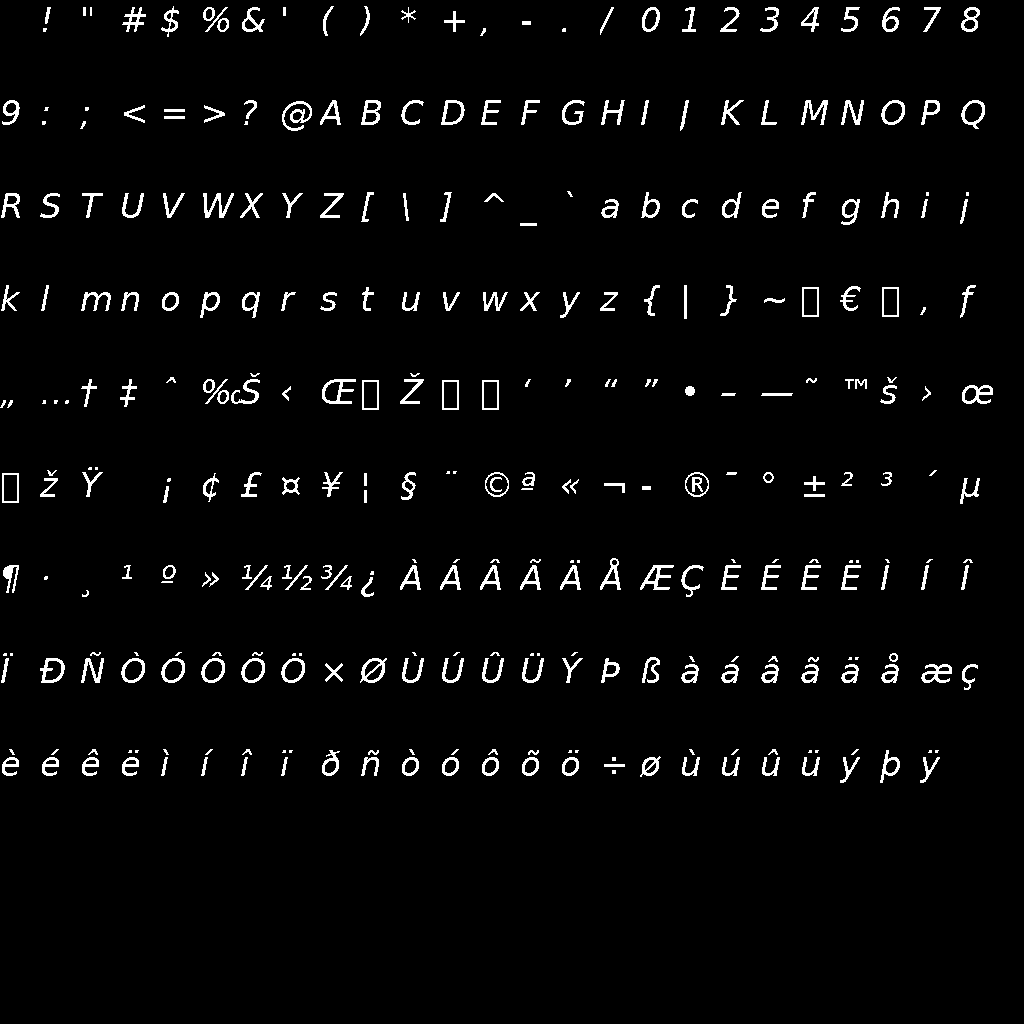 ! " # $ % & ' ( ) * + , - . / 0 1 2 3 4 5 6 7 8
9 : ; < = > ? @ A B C D E F G H I J K L M N O P Q
R S T U V W X Y Z [ \ ] ^ _ ` a b c d e f g h i j
k l m n o p q r s t u v w x y z { | } ~ ▯ € ▯ ‚ ƒ
„ … † ‡ ˆ ‰ Š ‹ Œ ▯ Ž ▯ ▯ ‘ ’ “ ” • – — ˜ ™ š › œ
▯ ž Ÿ   ¡ ¢ £ ¤ ¥ ¦ § ¨ © ª « ¬ - ® ¯ ° ± ² ³ ´ µ
¶ · ¸ ¹ º » ¼ ½ ¾ ¿ À Á Â Ã Ä Å Æ Ç È É Ê Ë Ì Í Î
Ï Ð Ñ Ò Ó Ô Õ Ö × Ø Ù Ú Û Ü Ý Þ ß à á â ã ä å æ ç
è é ê ë ì í î ï ð ñ ò ó ô õ ö ÷ ø ù ú û ü ý þ ÿ